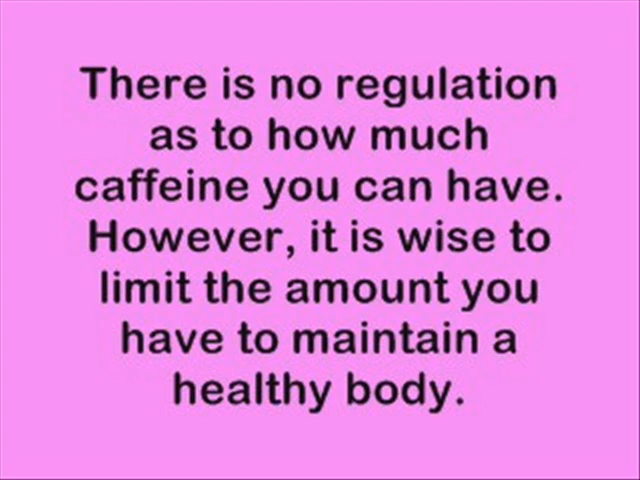 There is no regulation
as to how much
caffeine you can have.
However, it is wise to
limit the amount you
have to maintain a
healthy body.